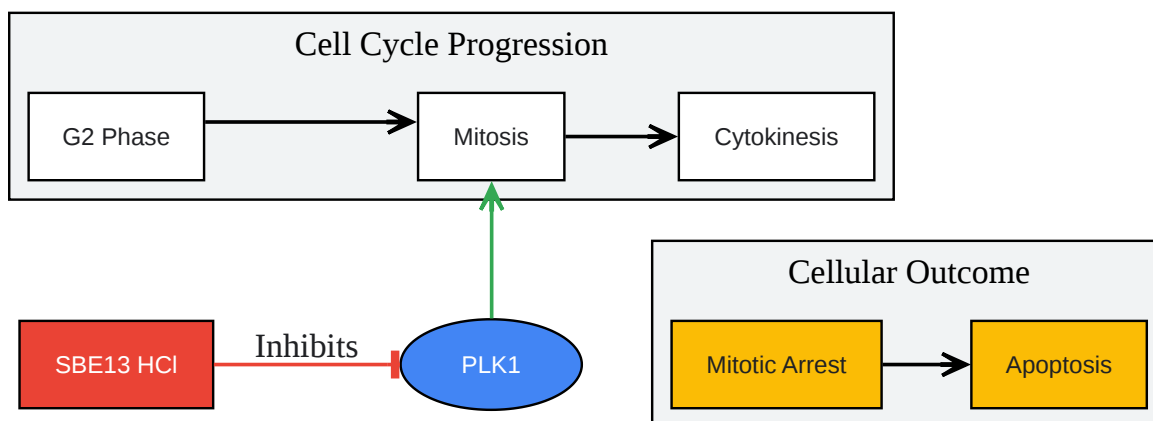 Cell Cycle Progression
G2 Phase
Mitosis
Cytokinesis
Cellular Outcome
SBE13 HCl
Inhibits
PLK1
Mitotic Arrest
Apoptosis